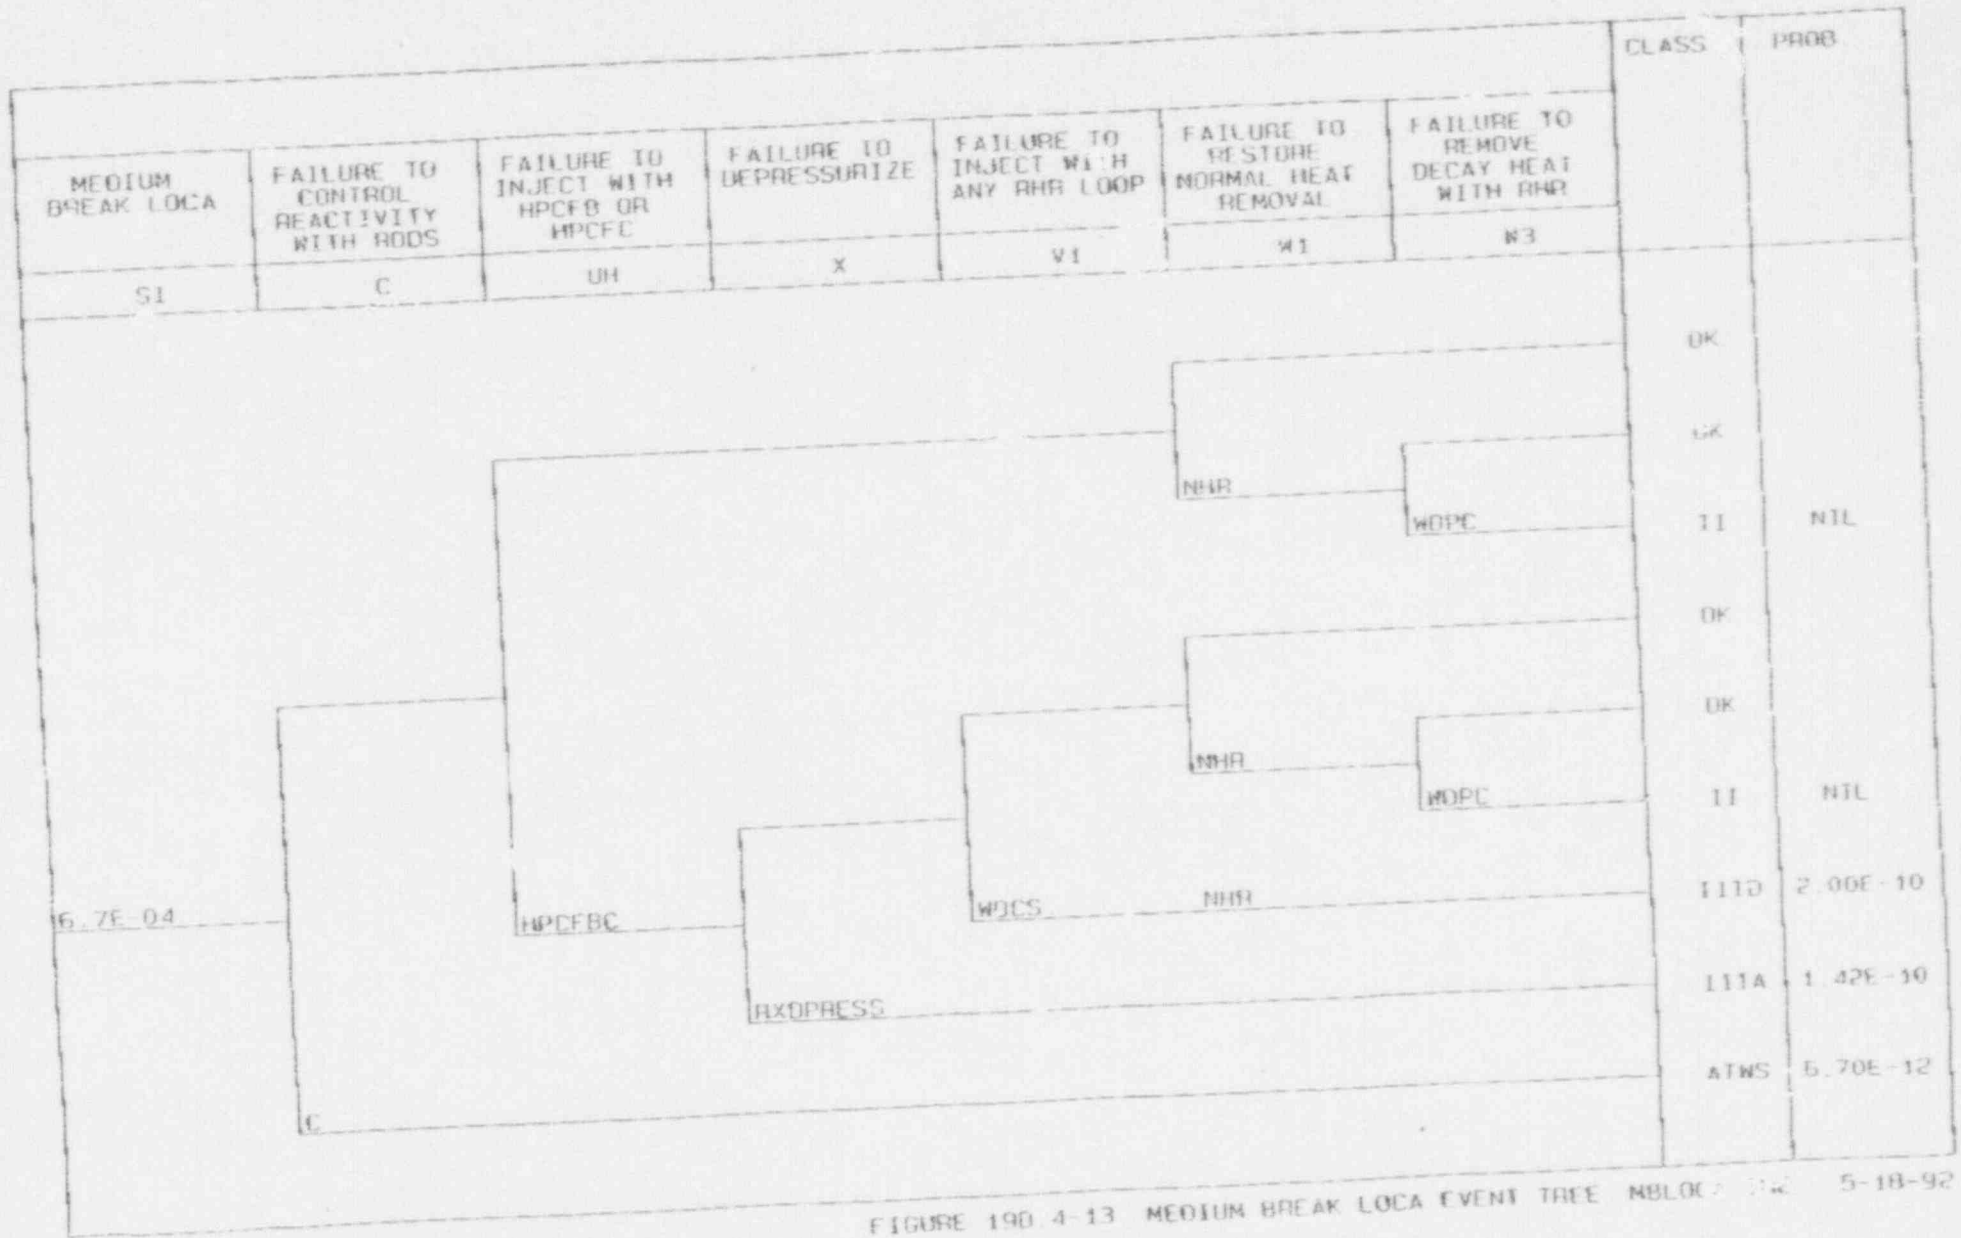 CLASS PROB
MEDIUM
BREAK LOCA
FAILURE TO
CONTROL
REACTIVITY
WITH RODS
FAILURE TO
INJECT WITH
HPCFB OR
HPCFC
FAILURE TO
DEPRESSURIZE
FAILURE TO
INJECT WITH
ANY RHR LOOP
FAILURE TO
RESTORE
NORMAL HEAT
REMOVAL
FAILURE TO
REMOVE
DECAY HEAT
WITH RHR
S1 C UH X V1 W1 W3
OK
OK
NHR
WDPC II NIL
OK
OK
NHR
WDPC II NIL
6.7E-04 HPCFBC WDCS NHR IIID 2.00E-10
RXDPRESS IIIA 1.42E-10
C ATWS 6.70E-12
FIGURE 19D.4-13 MEDIUM BREAK LOCA EVENT TREE 5-18-92